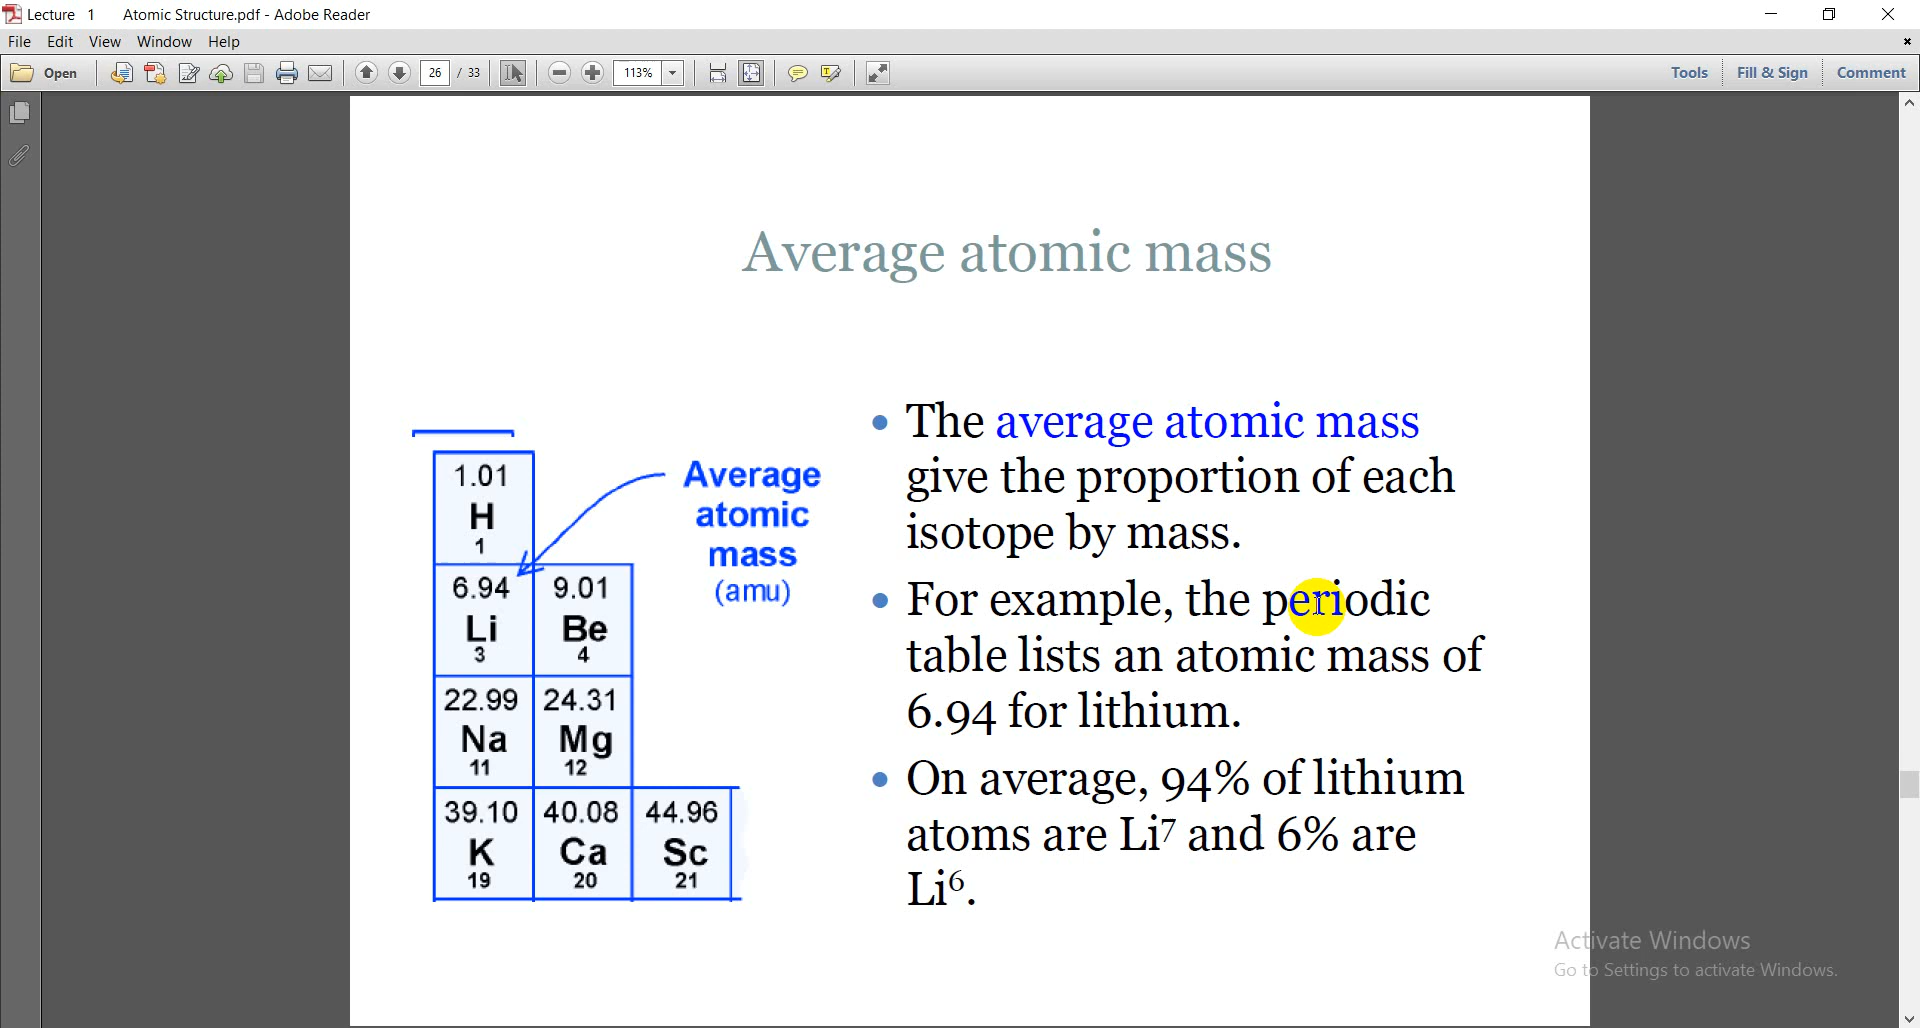 Lecture 1 Atomic Structure.pdf - Adobe Reader
File Edit View Window Help
Open 26 / 33 113% Tools Fill & Sign Comment
Average atomic mass
1.01
H
1
6.94 9.01
Li Be
3 4
22.99 24.31
Na Mg
11 12
39.10 40.08 44.96
K Ca Sc
19 20 21
Average
atomic
mass
(amu)
• The average atomic mass
give the proportion of each
isotope by mass.
• For example, the periodic
table lists an atomic mass of
6.94 for lithium.
• On average, 94% of lithium
atoms are Li⁷ and 6% are
Li⁶.
Activate Windows
Go to Settings to activate Windows.